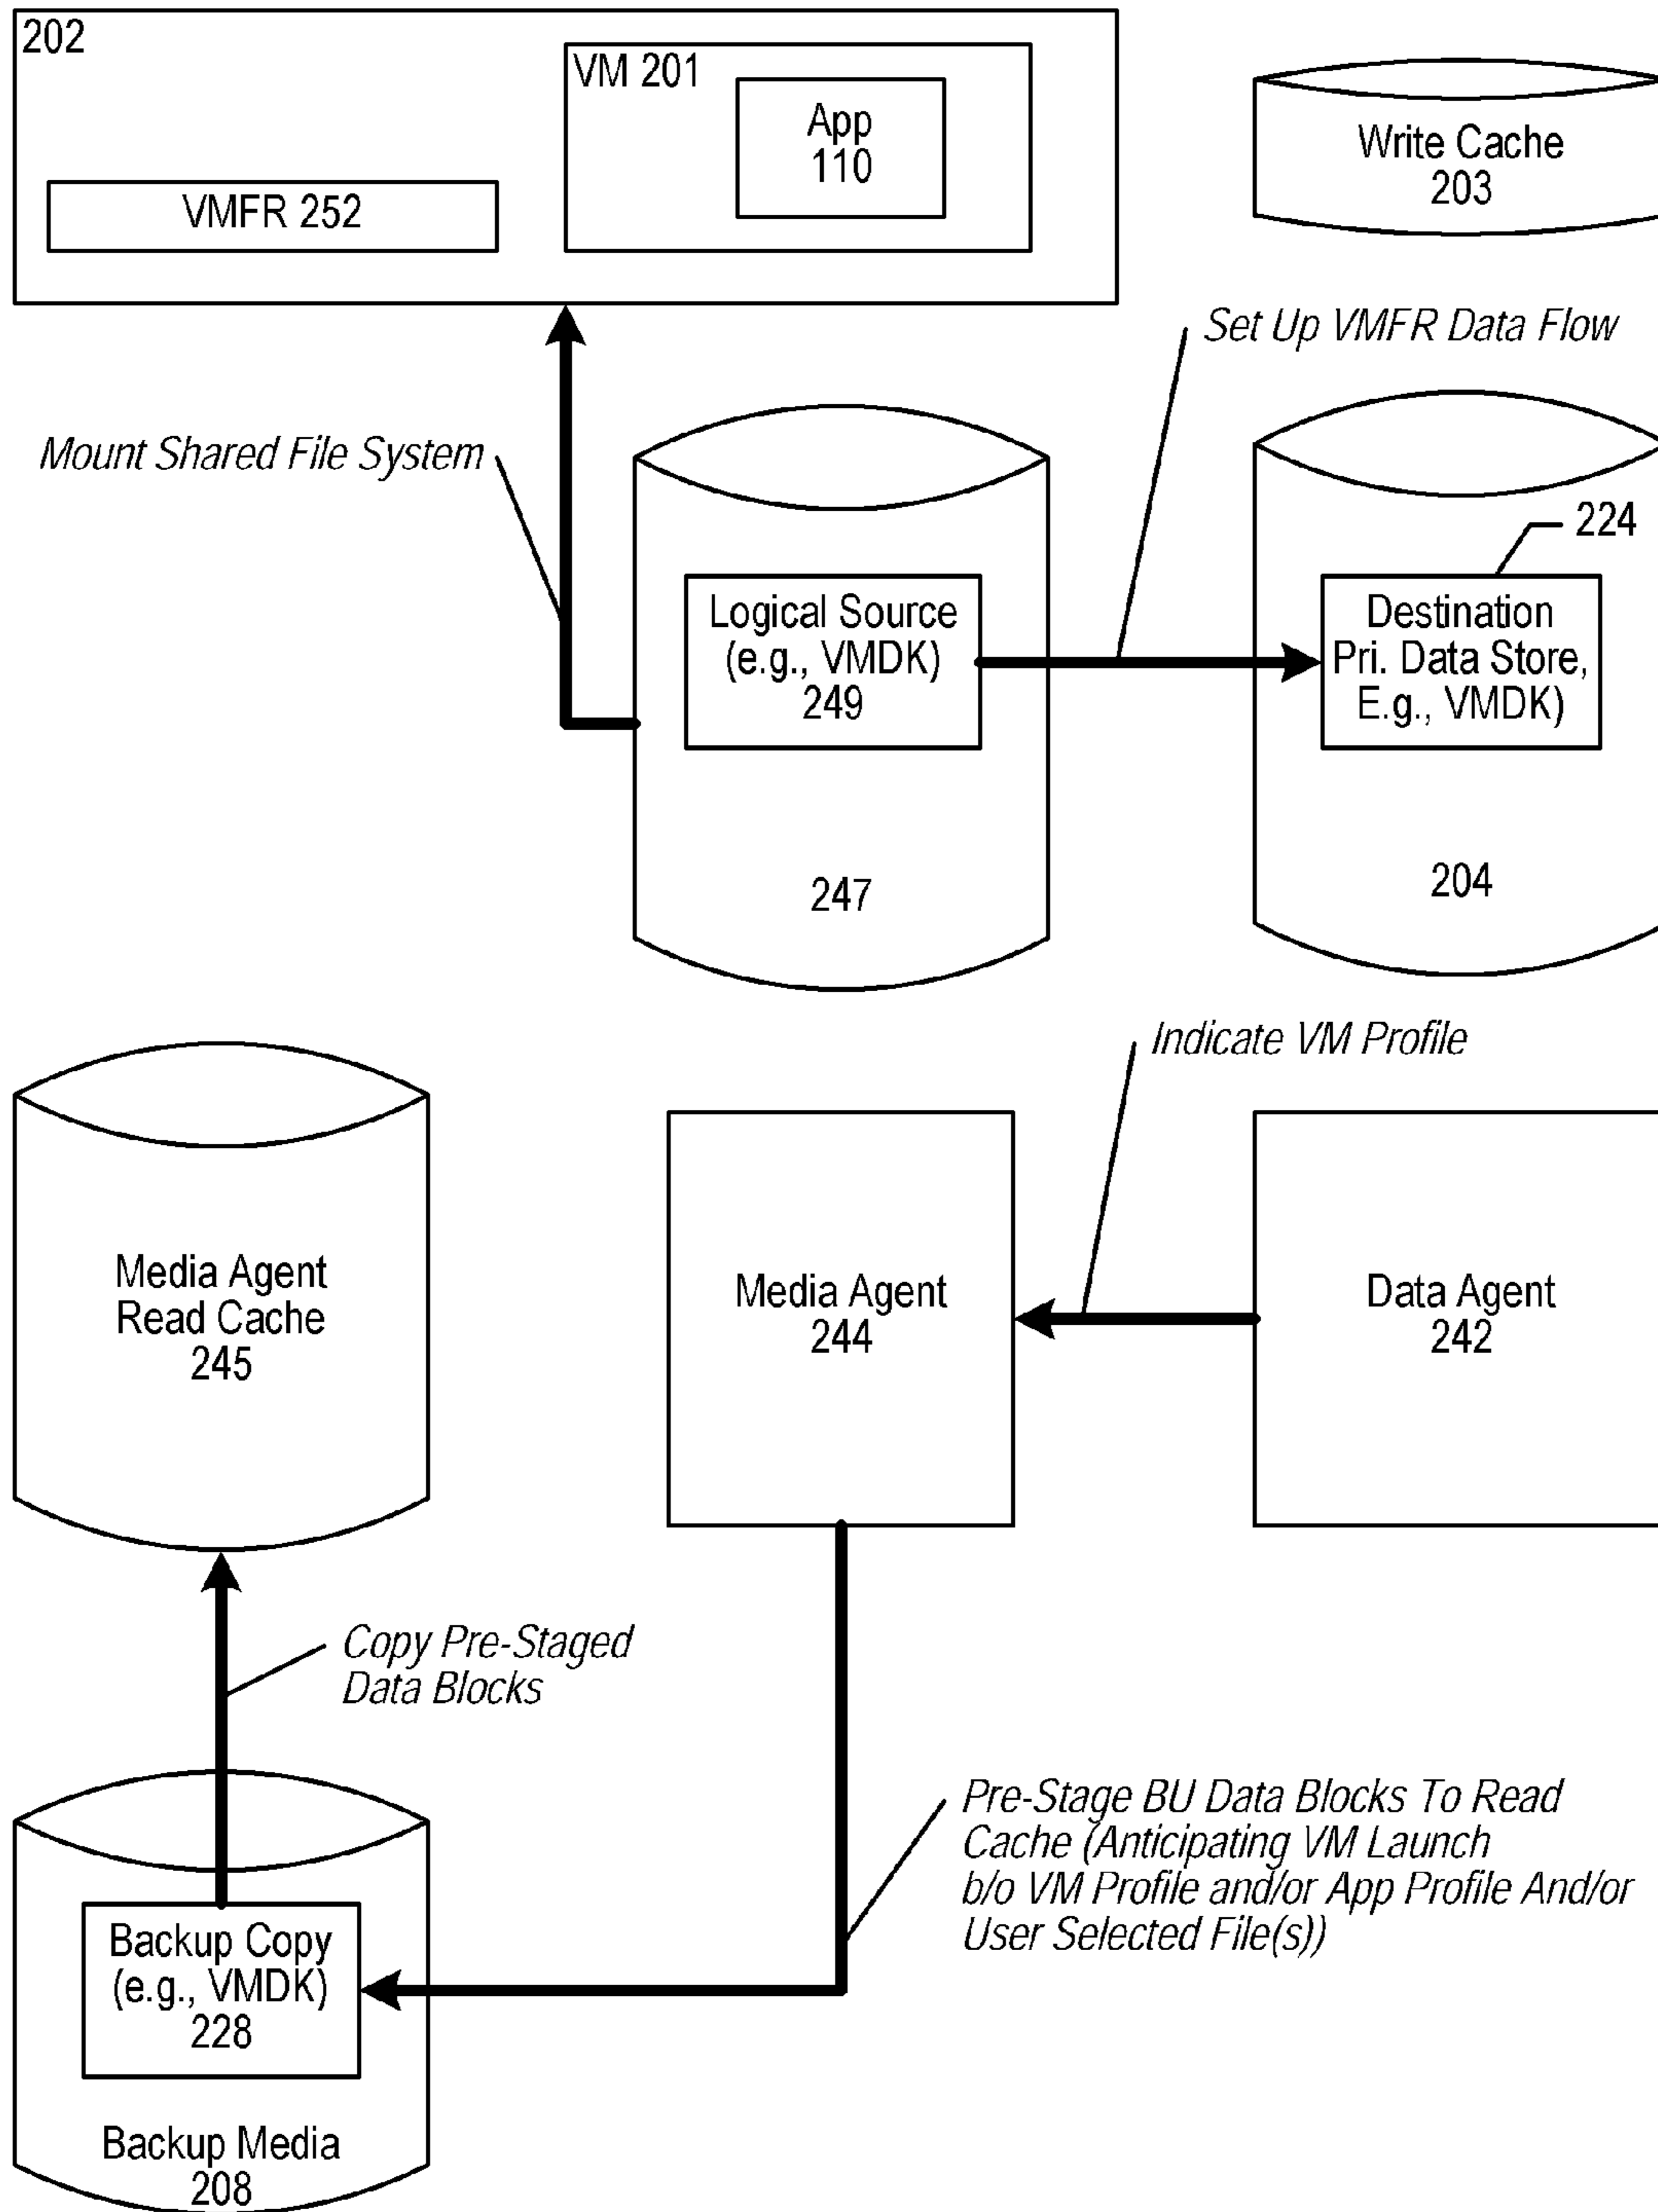 202
VM 201
App
110
VMFR 252
Write Cache
203
Set Up VMFR Data Flow
Mount Shared File System
224
Logical Source
(e.g., VMDK)
249
Destination
Pri. Data Store,
E.g., VMDK)
247
204
Indicate VM Profile
Media Agent
Read Cache
245
Media Agent
244
Data Agent
242
Copy Pre-Staged
Data Blocks
Pre-Stage BU Data Blocks To Read
Cache (Anticipating VM Launch
b/o VM Profile and/or App Profile And/or
User Selected File(s))
Backup Copy
(e.g., VMDK)
228
Backup Media
208